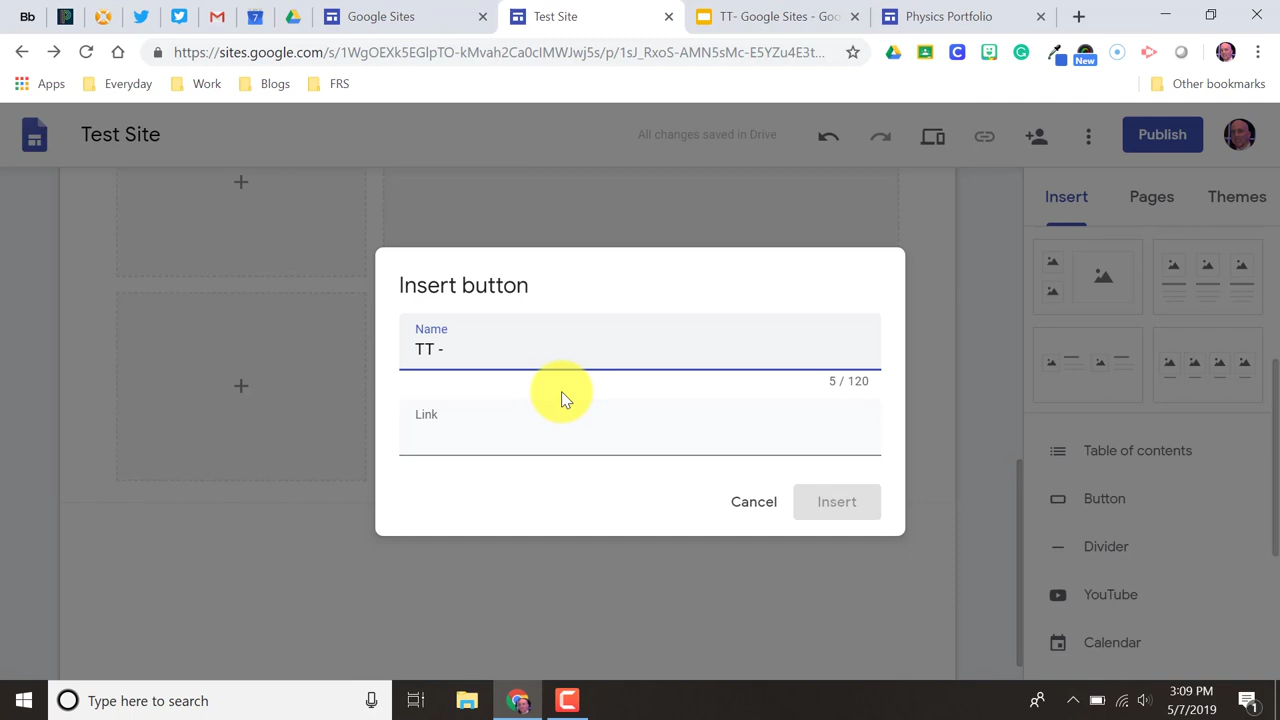 Bb
Google Sites
Test Site
TT- Google Sites - Goo
Physics Portfolio
https://sites.google.com/s/1WgOEXk5EGlpTO-kMvah2Ca0cIMWJwj5s/p/1sJ_RxoS-AMN5sMc-E5YZu4E3t...
New
Apps
Everyday
Work
Blogs
FRS
Other bookmarks
Test Site
All changes saved in Drive
Publish
Insert
Pages
Themes
Insert button
Name
TT -
5 / 120
Link
Cancel
Insert
Table of contents
Button
Divider
YouTube
Calendar
Type here to search
3:09 PM
5/7/2019
1